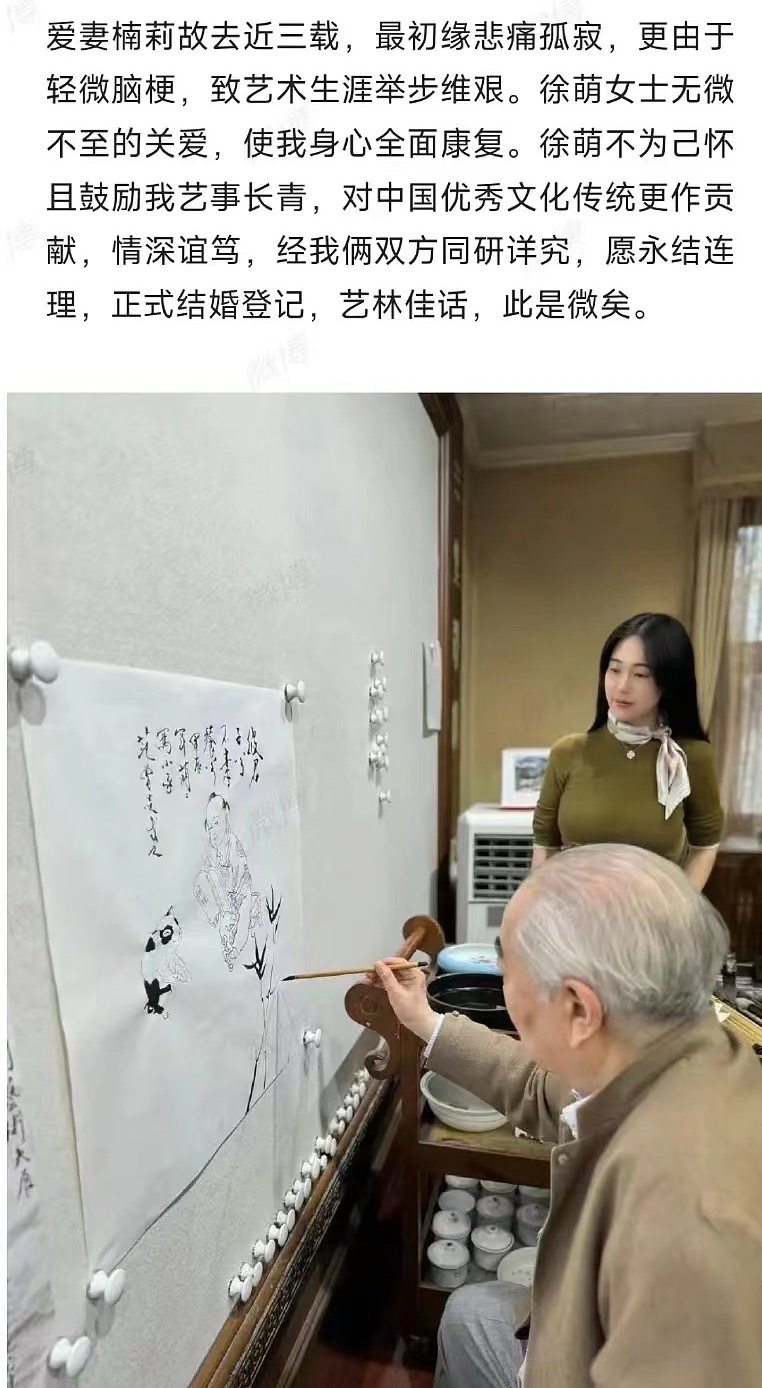 爱妻楠莉故去近三载，最初缘悲痛孤寂，更由于
轻微脑梗，致艺术生涯举步维艰。徐萌女士无微
不至的关爱，使我身心全面康复。徐萌不为己怀
且鼓励我艺事长青，对中国优秀文化传统更作贡
献，情深谊笃，经我俩双方同研详究，愿永结连
理，正式结婚登记，艺林佳话，此是微矣。
微博